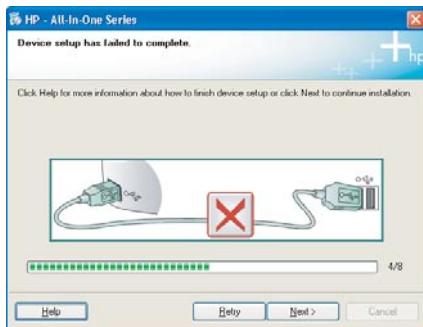 HP - All-In-One Series
Device setup has failed to complete.
hp
Click Help for more information about how to finish device setup or click Next to continue installation.
4/8
Help
Retry
Next >
Cancel